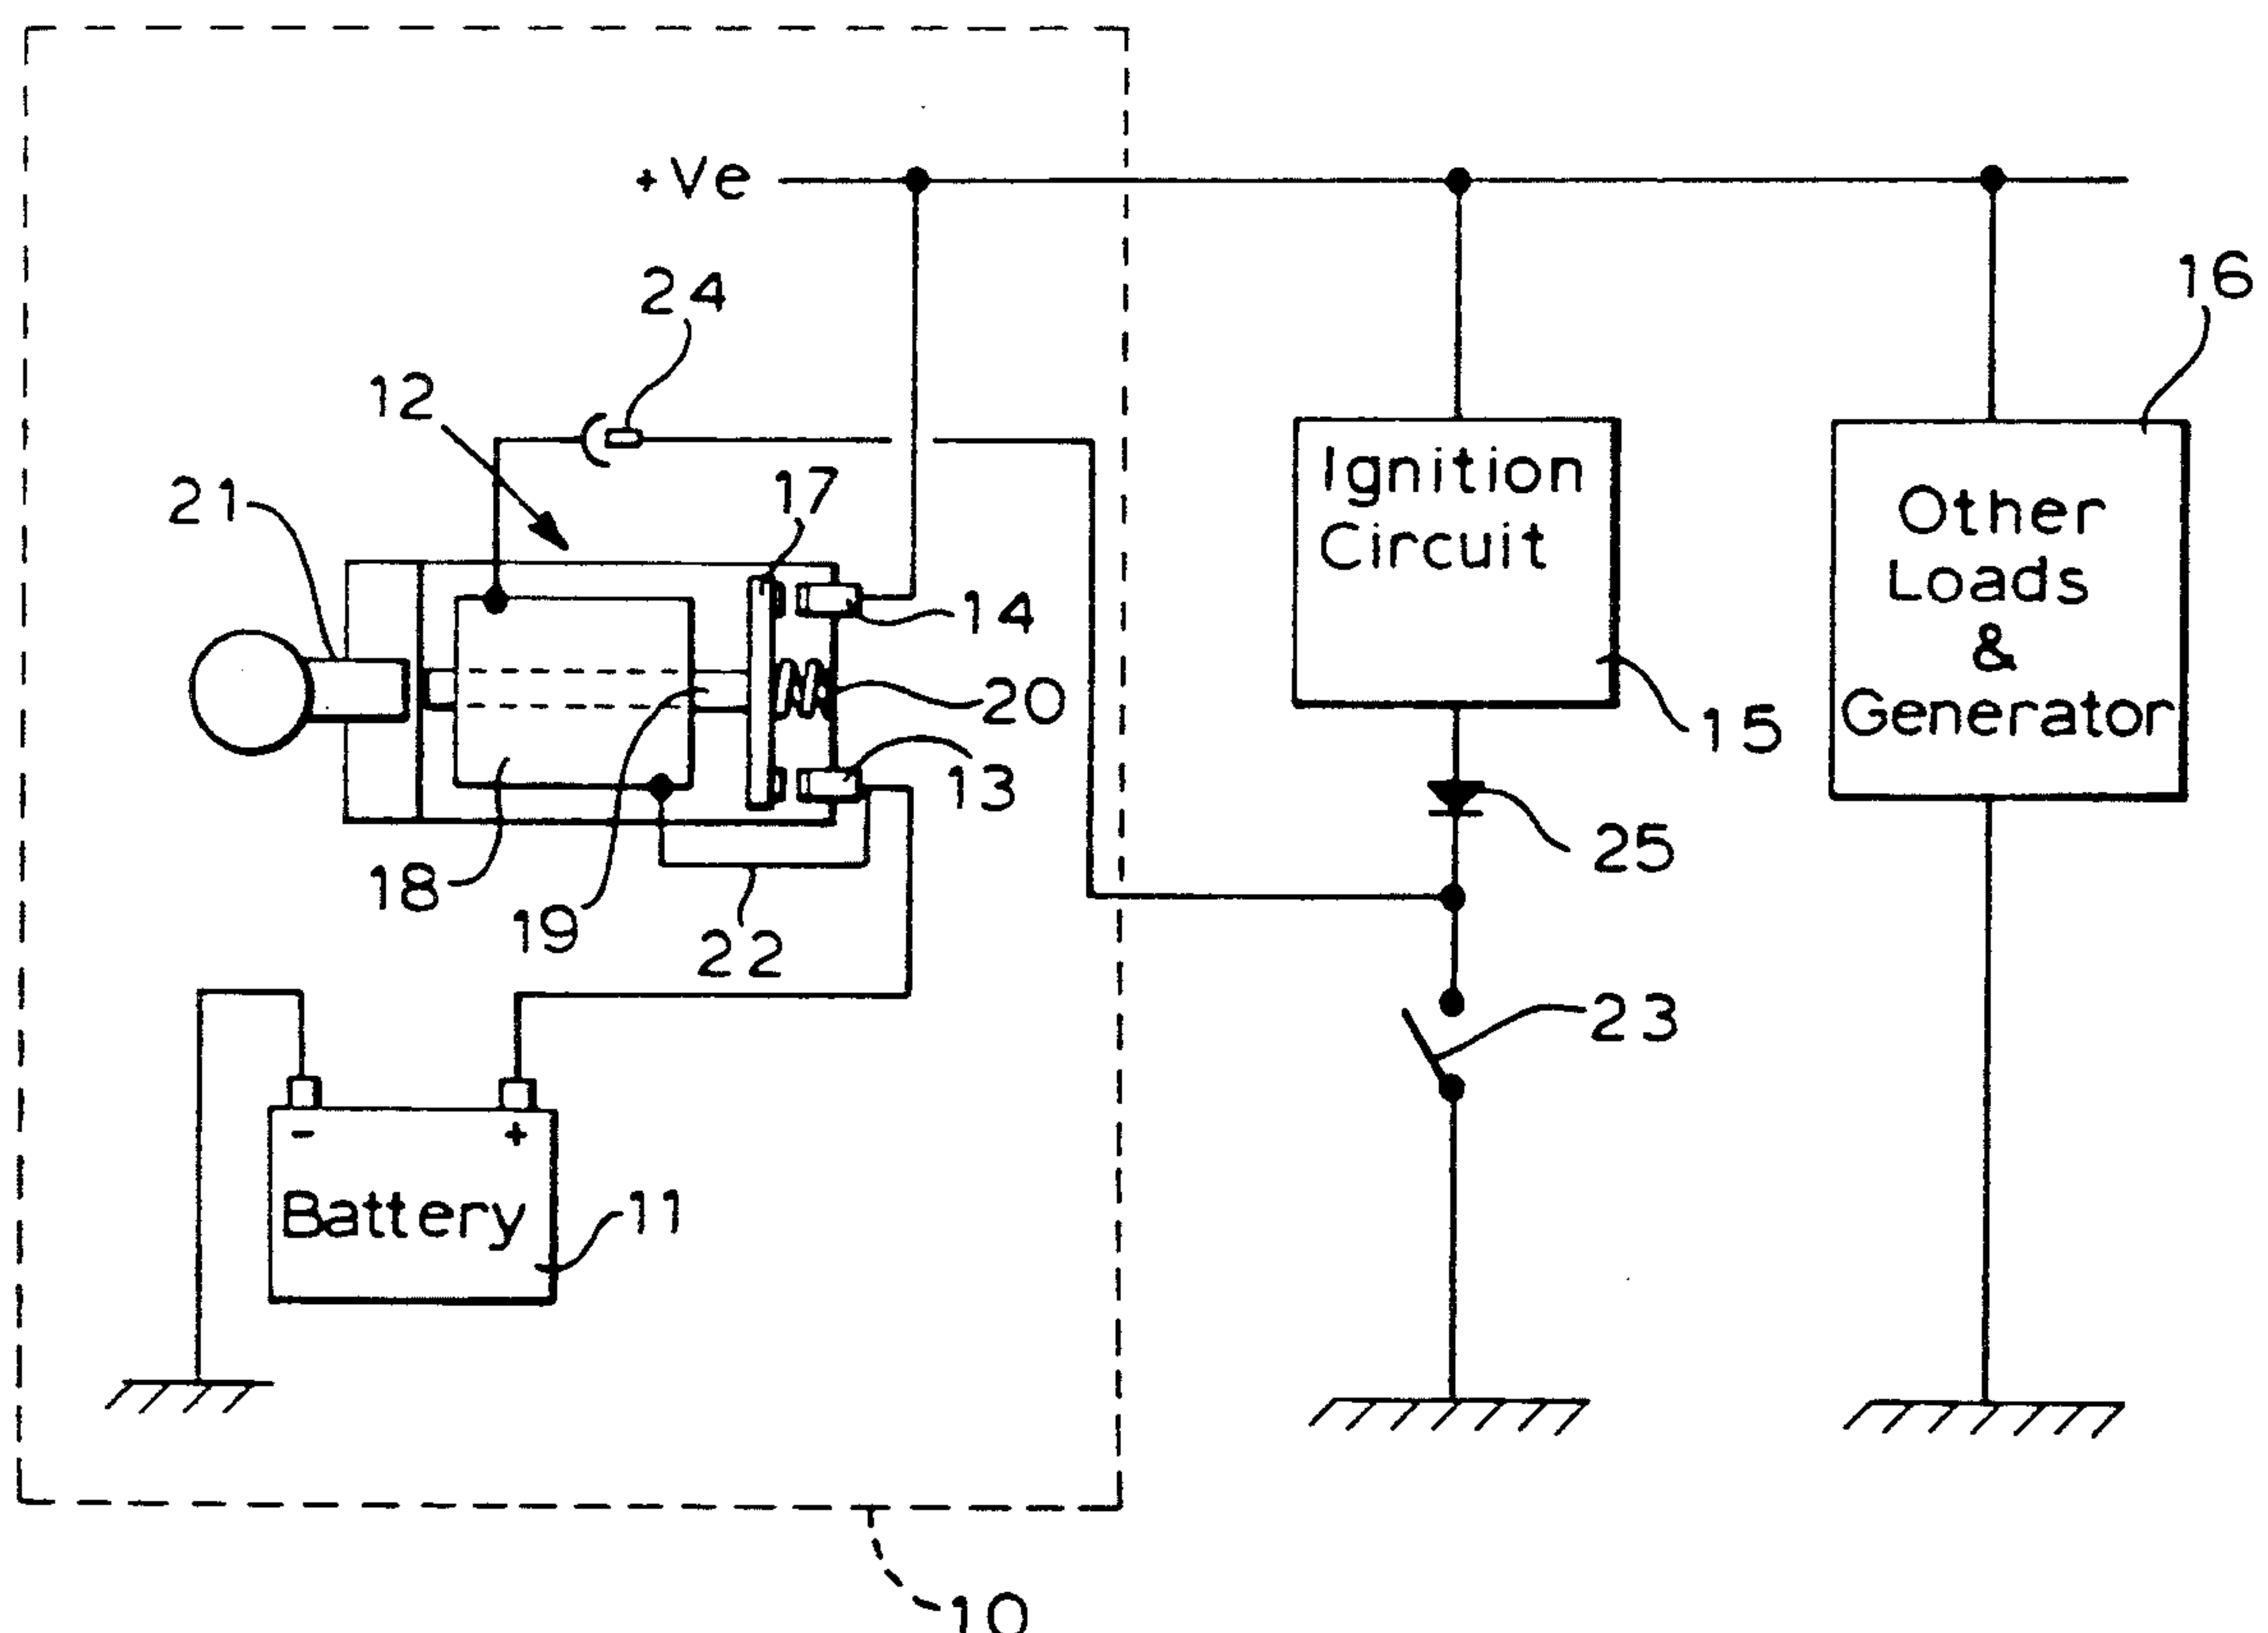 +Ve
24
16
12
17
21
Ignition
Circuit
Other
Loads
&
Generator
14
20
15
13
25
18
19
22
23
- +
Battery
11
10